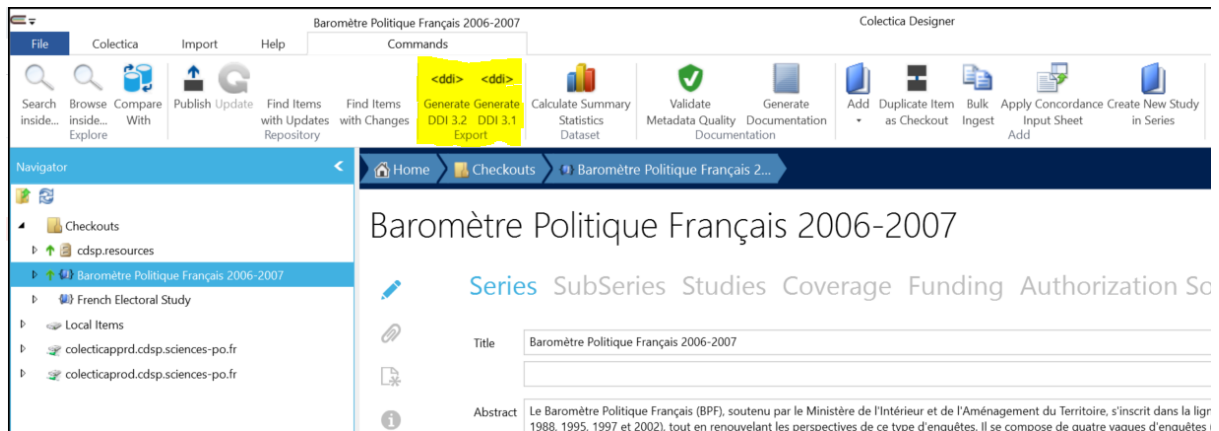 Baromètre Politique Français 2006-2007 Colectica Designer
File Colectica Import Help Commands
<ddi> <ddi>
Search Browse Compare Publish Update Find Items Find Items Generate Generate Calculate Summary Validate Generate Add Duplicate Item Bulk Apply Concordance Create New Study
inside... inside... With with Updates with Changes DDI 3.2 DDI 3.1 Statistics Metadata Quality Documentation as Checkout Ingest Input Sheet in Series
Explore Repository Export Dataset Documentation Add
Navigator Home Checkouts Baromètre Politique Français 2...
Checkouts
cdsp.resources
Baromètre Politique Français 2006-2007
French Electoral Study
Local Items
colecticapprd.cdsp.sciences-po.fr
colecticaprod.cdsp.sciences-po.fr
Baromètre Politique Français 2006-2007
Series SubSeries Studies Coverage Funding Authorization So
Title Baromètre Politique Français 2006-2007
Abstract Le Baromètre Politique Français (BPF), soutenu par le Ministère de l'Intérieur et de l'Aménagement du Territoire, s'inscrit dans la lign
1988, 1995, 1997 et 2002), tout en renouvelant les perspectives de ce type d'enquêtes. Il se compose de quatre vagues d'enquêtes (